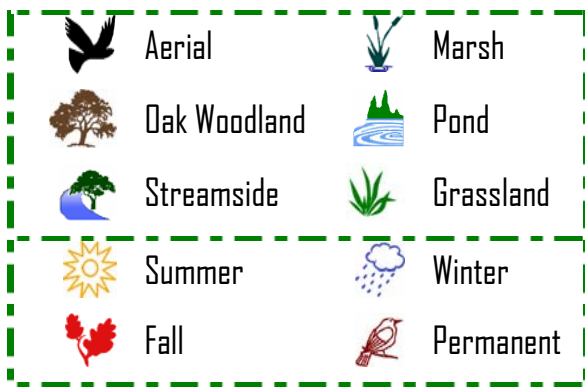 Aerial Marsh
Oak Woodland Pond
Streamside Grassland
Summer Winter
Fall Permanent